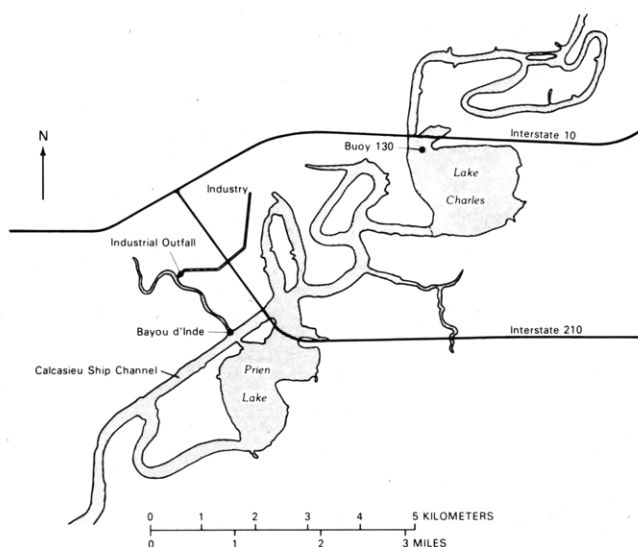 N
Interstate 10
Buoy 130
Lake
Charles
Industry
Industrial Outfall
Bayou d'Inde
Interstate 210
Calcasieu Ship Channel
Prien
Lake
0 1 2 3 4 5 KILOMETERS
0 1 2 3 MILES